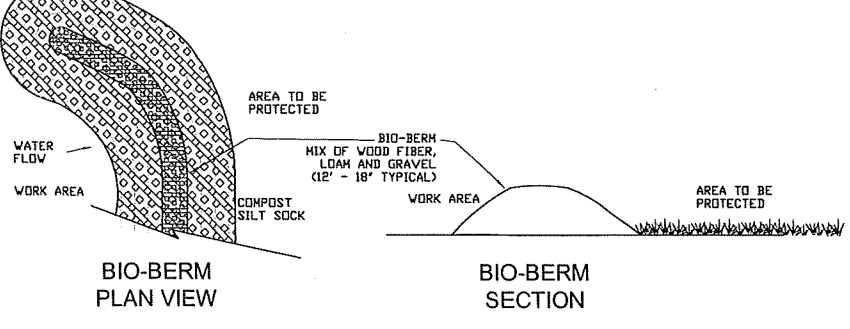 AREA TO BE
PROTECTED
WATER
FLOW
WORK AREA
COMPOST
SILT SOCK
BIO-BERM
PLAN VIEW
BIO-BERM
MIX OF WOOD FIBER,
LOAM AND GRAVEL
(12' - 18" TYPICAL)
WORK AREA
AREA TO BE
PROTECTED
BIO-BERM
SECTION